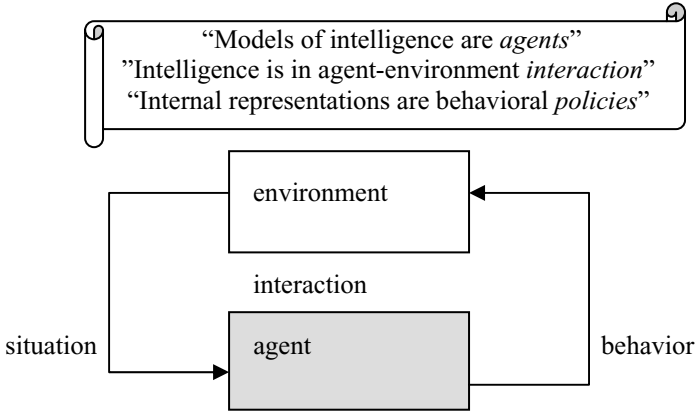 “Models of intelligence are agents”
”Intelligence is in agent-environment interaction”
“Internal representations are behavioral policies”
environment
interaction
situation
agent
behavior